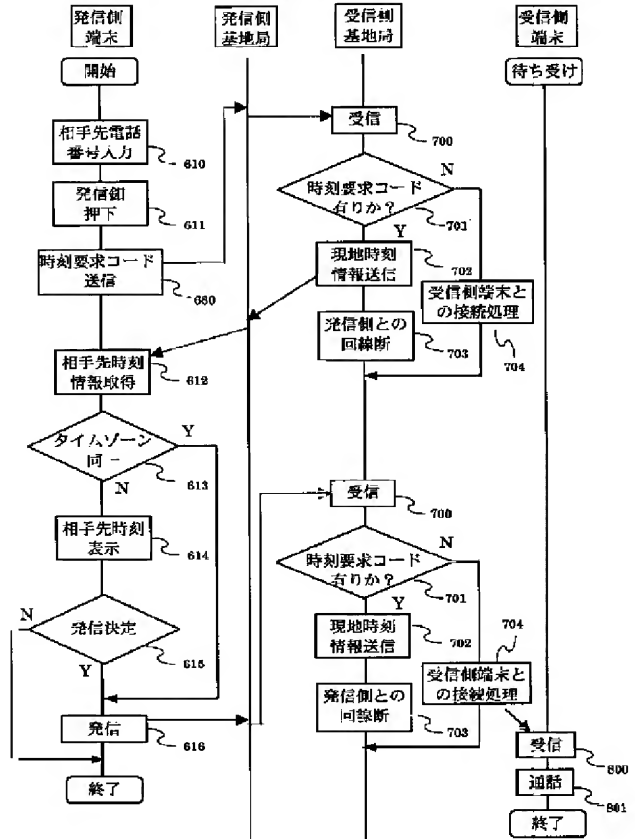 発信側
端末
発信側
基地局
受信側
基地局
受信側
端末
開始
相手先電話
番号入力
610
発信釦
押下
611
時刻要求コード
送信
680
相手先時刻
情報取得
612
タイムゾーン
同一
Y
613
N
相手先時刻
表示
614
N
発信決定
615
Y
発信
616
終了
受信
700
時刻要求コード
有りか?
N
701
Y
現地時刻
情報送信
702
発信側との
回線断
703
受信側端末と
の接続処理
704
受信
700
時刻要求コード
有りか?
N
701
Y
現地時刻
情報送信
702
発信側との
回線断
703
704
受信側端末と
の接続処理
待ち受け
受信
800
通話
801
終了